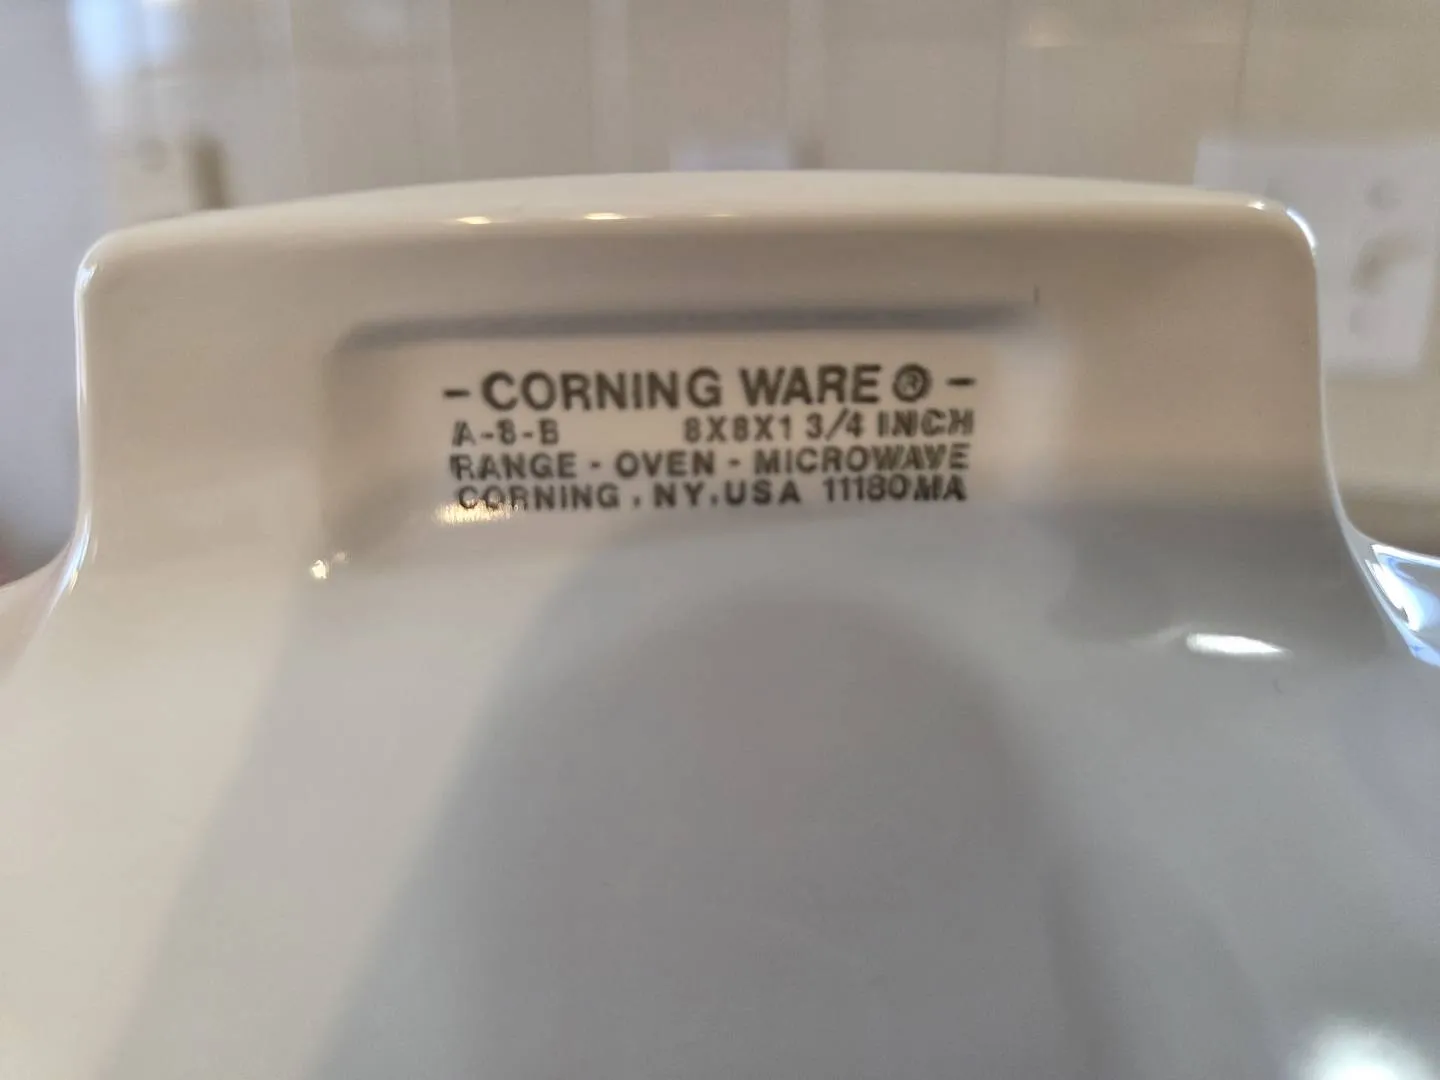 - CORNING WARE ® -
A-8-B 8X8X1 3/4 INCH
RANGE - OVEN - MICROWAVE
CORNING , NY, USA 11180MA